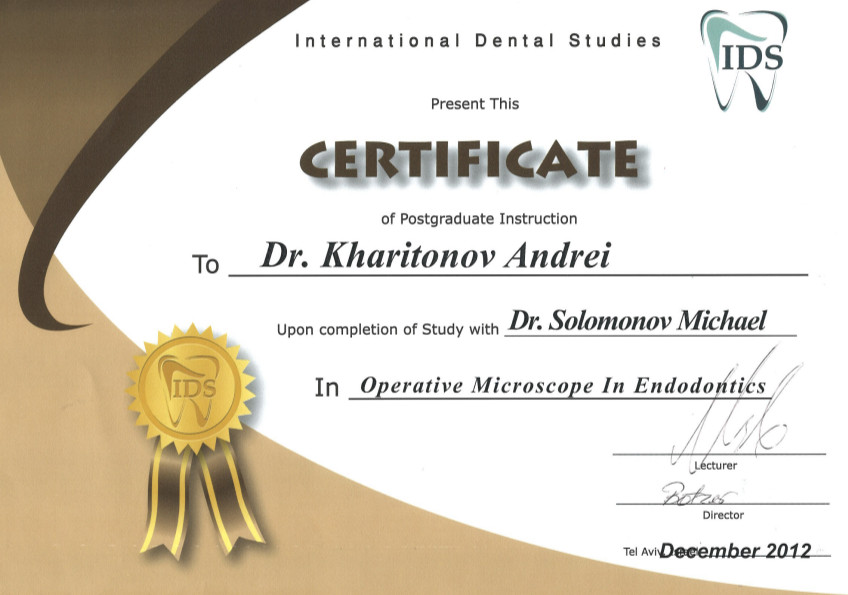 International Dental Studies
IDS
Present This
CERTIFICATE
of Postgraduate Instruction
To Dr. Kharitonov Andrei
Upon completion of Study with Dr. Solomonov Michael
In Operative Microscope In Endodontics
IDS
Lecturer
Director
Tel Aviv December 2012